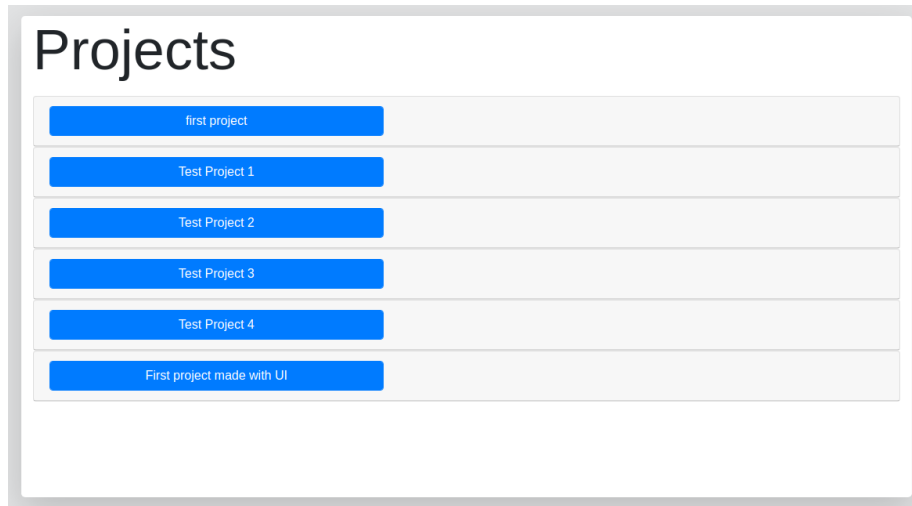 Projects
first project
Test Project 1
Test Project 2
Test Project 3
Test Project 4
First project made with UI